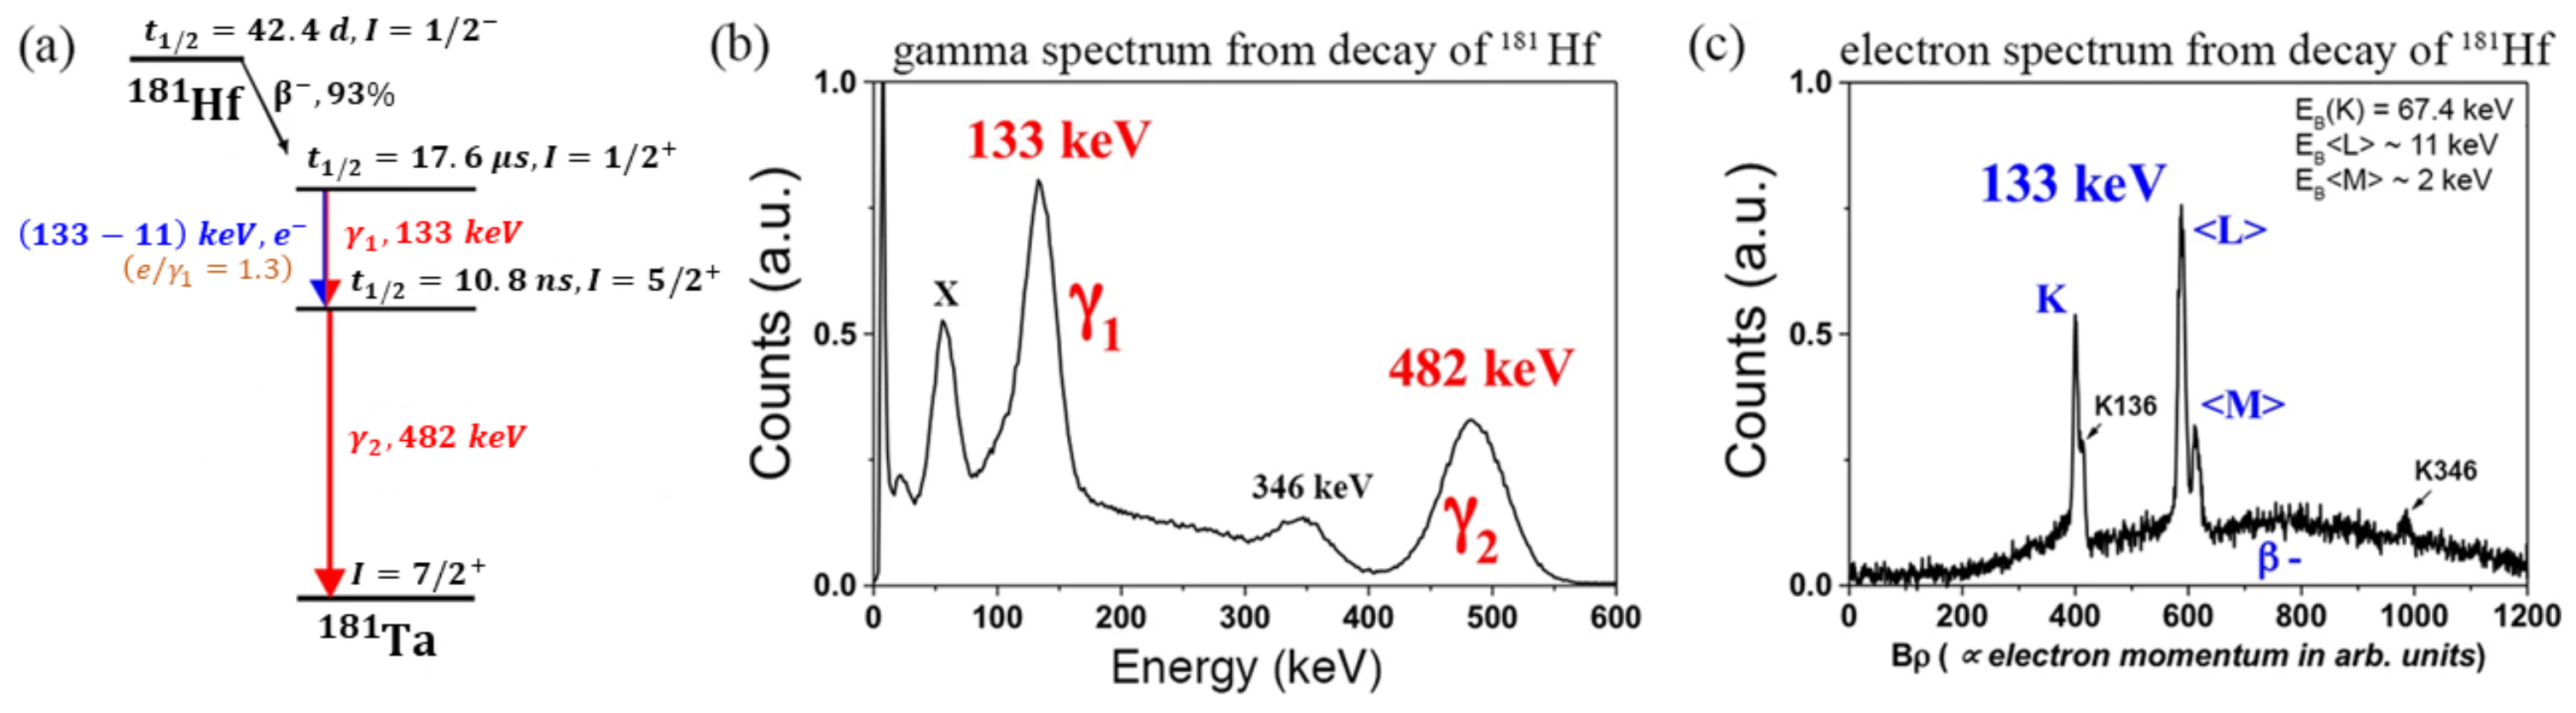 (a)
t₁/₂ = 42.4 d, I = 1/2⁻
¹⁸¹Hf
β⁻, 93%
t₁/₂ = 17.6 μs, I = 1/2⁺
(133 − 11) keV, e⁻
γ₁, 133 keV
(e/γ₁ = 1.3)
t₁/₂ = 10.8 ns, I = 5/2⁺
γ₂, 482 keV
I = 7/2⁺
¹⁸¹Ta
(b)
gamma spectrum from decay of ¹⁸¹ Hf
1.0
0.5
0.0
Counts (a.u.)
X
133 keV
γ₁
346 keV
482 keV
γ₂
0 100 200 300 400 500 600
Energy (keV)
(c)
electron spectrum from decay of ¹⁸¹Hf
1.0
0.5
0.0
Counts (a.u.)
E_B(K) = 67.4 keV
E_B<L> ~ 11 keV
E_B<M> ~ 2 keV
133 keV
<L>
K
K136
<M>
K346
β -
0 200 400 600 800 1000 1200
Bρ ( ∝ electron momentum in arb. units)